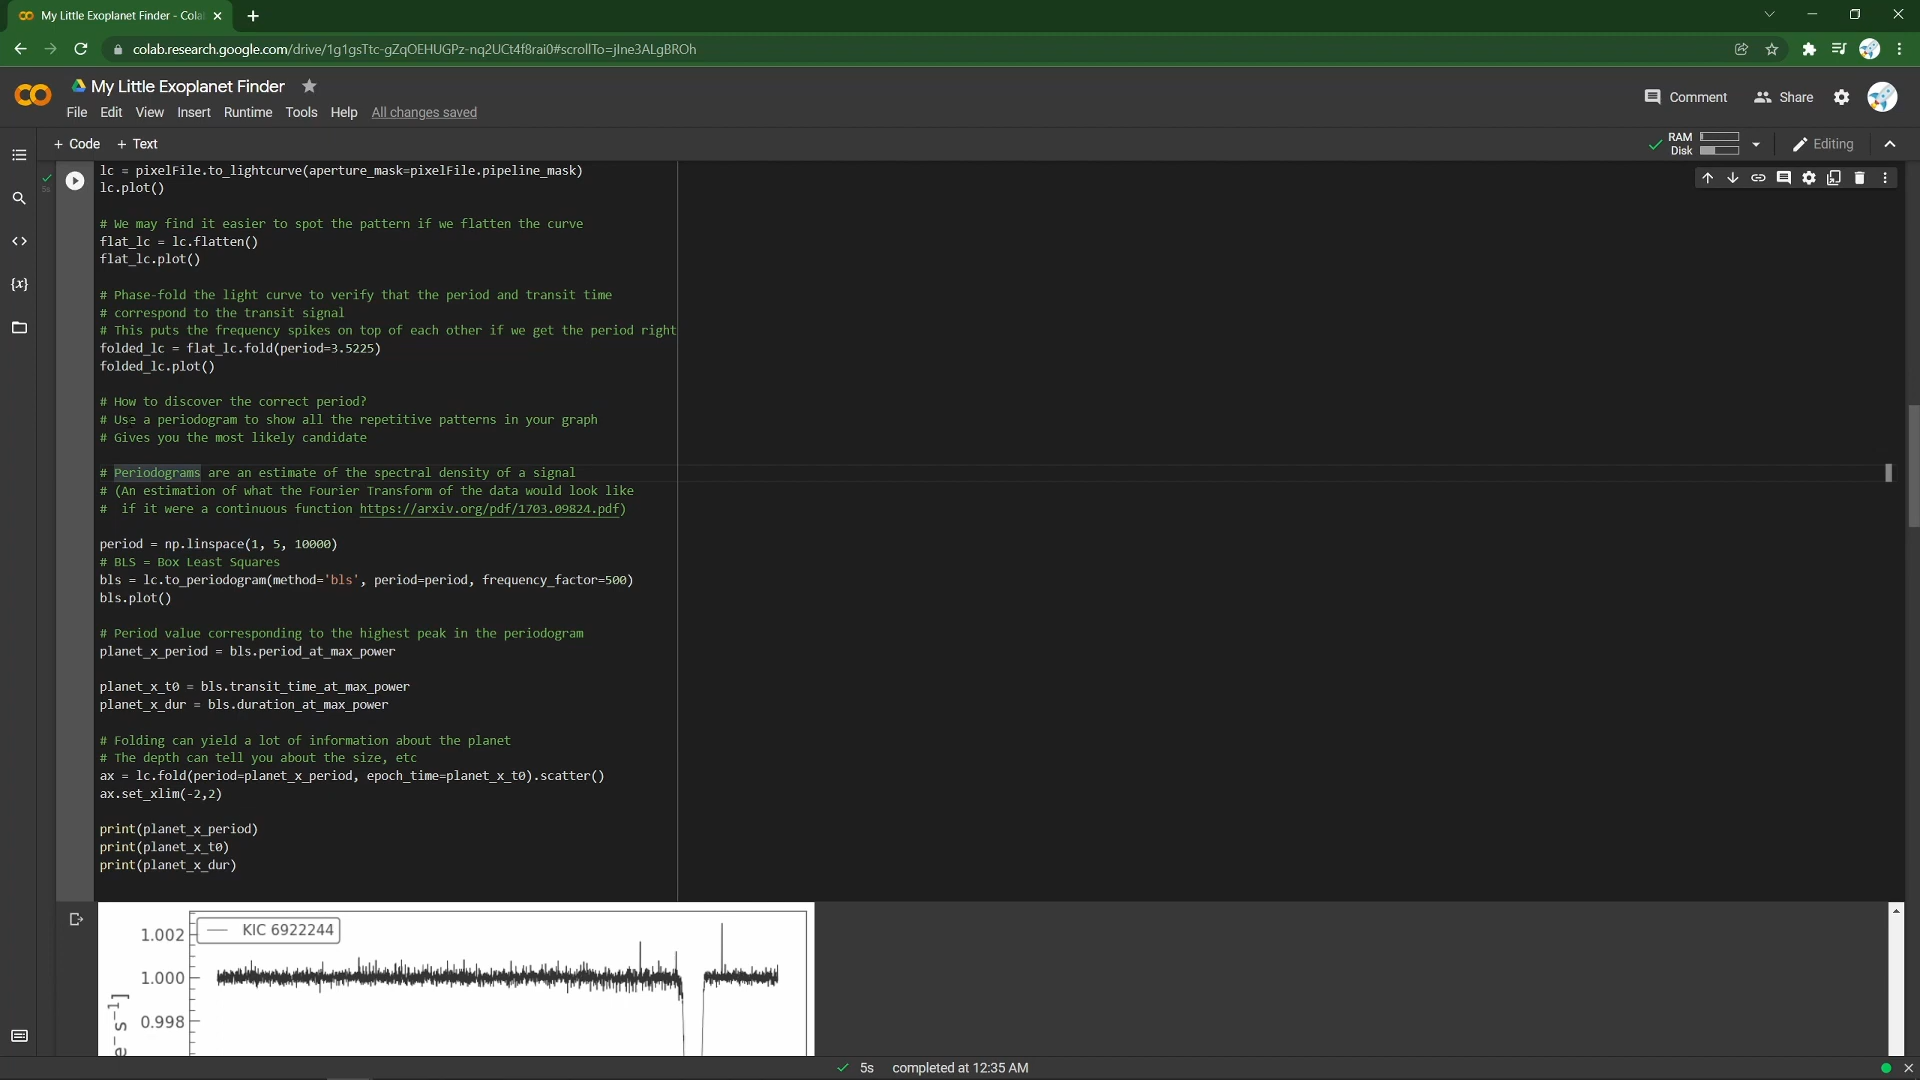 My Little Exoplanet Finder - Cola
colab.research.google.com/drive/1g1gsTtc-gZqOEHUGPz-nq2UCt4f8rai0#scrollTo=jIne3ALgBROh
My Little Exoplanet Finder
File Edit View Insert Runtime Tools Help All changes saved
Comment Share
+ Code + Text
RAM
Disk
Editing
lc = pixelFile.to_lightcurve(aperture_mask=pixelFile.pipeline_mask)
lc.plot()
# We may find it easier to spot the pattern if we flatten the curve
flat_lc = lc.flatten()
flat_lc.plot()
# Phase-fold the light curve to verify that the period and transit time
# correspond to the transit signal
# This puts the frequency spikes on top of each other if we get the period right
folded_lc = flat_lc.fold(period=3.5225)
folded_lc.plot()
# How to discover the correct period?
# Use a periodogram to show all the repetitive patterns in your graph
# Gives you the most likely candidate
# Periodograms are an estimate of the spectral density of a signal
# (An estimation of what the Fourier Transform of the data would look like
#  if it were a continuous function https://arxiv.org/pdf/1703.09824.pdf)
period = np.linspace(1, 5, 10000)
# BLS = Box Least Squares
bls = lc.to_periodogram(method='bls', period=period, frequency_factor=500)
bls.plot()
# Period value corresponding to the highest peak in the periodogram
planet_x_period = bls.period_at_max_power
planet_x_t0 = bls.transit_time_at_max_power
planet_x_dur = bls.duration_at_max_power
# Folding can yield a lot of information about the planet
# The depth can tell you about the size, etc
ax = lc.fold(period=planet_x_period, epoch_time=planet_x_t0).scatter()
ax.set_xlim(-2,2)
print(planet_x_period)
print(planet_x_t0)
print(planet_x_dur)
KIC 6922244
1.002
1.000
0.998
e⁻ s⁻¹]
5s completed at 12:35 AM